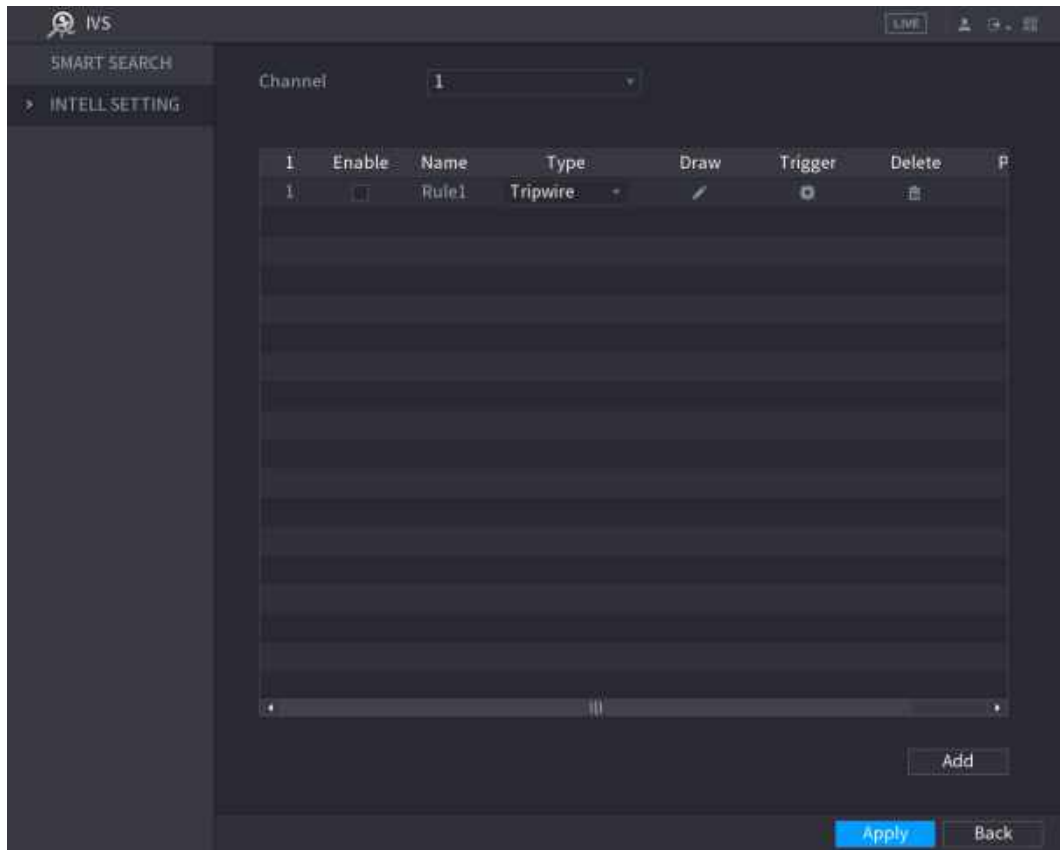 IVS
LIVE
SMART SEARCH
INTELL SETTING
Channel 1
1 Enable Name Type Draw Trigger Delete P
1 Rule1 Tripwire
Add
Apply Back